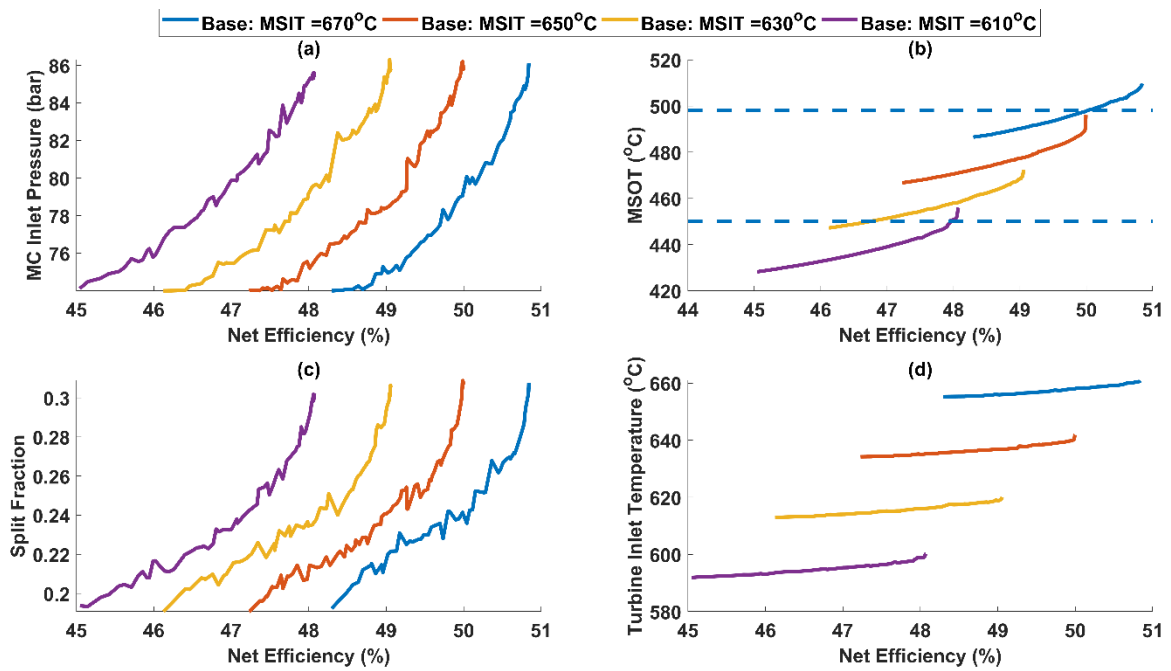 Base: MSIT =670°C Base: MSIT =650°C Base: MSIT =630°C Base: MSIT =610°C
(a)
MC Inlet Pressure (bar)
86
84
82
80
78
76
45 46 47 48 49 50 51
Net Efficiency (%)
(b)
MSOT (°C)
520
500
480
460
440
420
44 45 46 47 48 49 50 51
Net Efficiency (%)
(c)
Split Fraction
0.3
0.28
0.26
0.24
0.22
0.2
45 46 47 48 49 50 51
Net Efficiency (%)
(d)
Turbine Inlet Temperature (°C)
660
640
620
600
580
45 46 47 48 49 50 51
Net Efficiency (%)